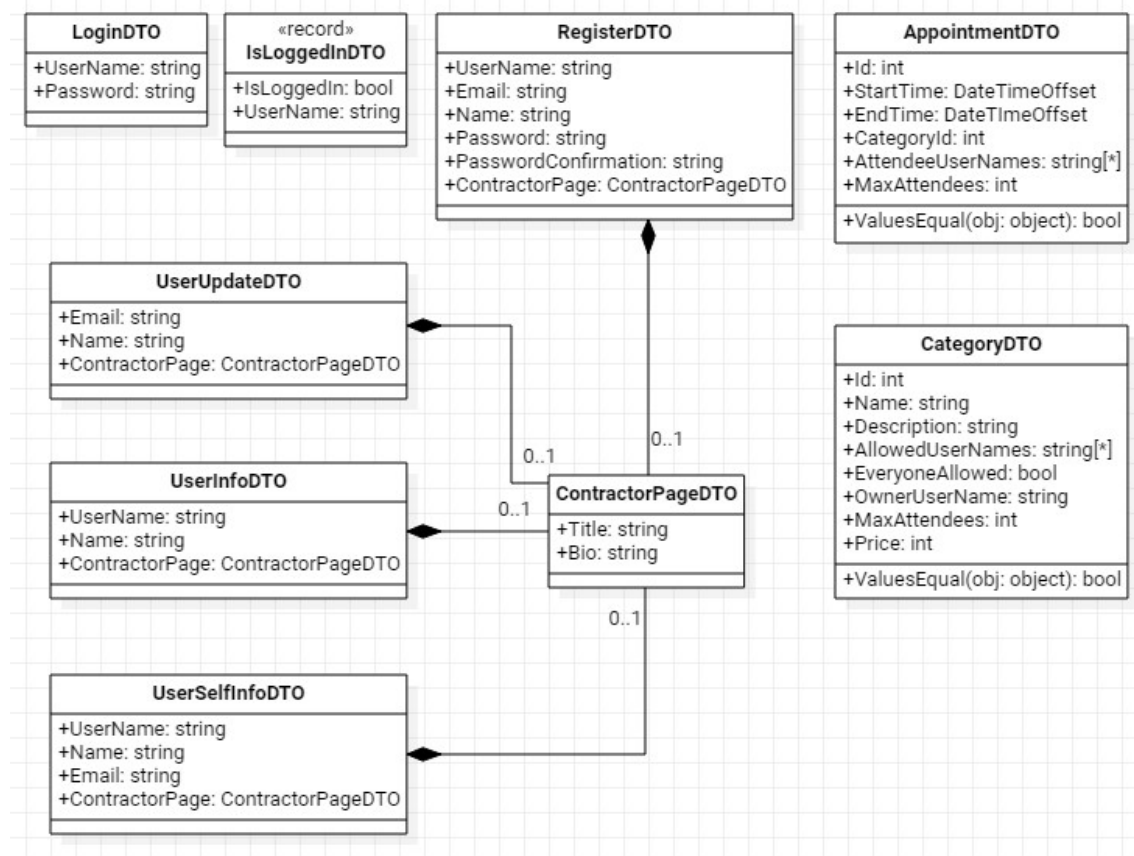 LoginDTO
+UserName: string
+Password: string
«record»
IsLoggedInDTO
+IsLoggedIn: bool
+UserName: string
RegisterDTO
+UserName: string
+Email: string
+Name: string
+Password: string
+PasswordConfirmation: string
+ContractorPage: ContractorPageDTO
AppointmentDTO
+Id: int
+StartTime: DateTimeOffset
+EndTime: DateTImeOffset
+CategoryId: int
+AttendeeUserNames: string[*]
+MaxAttendees: int
+ValuesEqual(obj: object): bool
UserUpdateDTO
+Email: string
+Name: string
+ContractorPage: ContractorPageDTO
CategoryDTO
+Id: int
+Name: string
+Description: string
+AllowedUserNames: string[*]
+EveryoneAllowed: bool
+OwnerUserName: string
+MaxAttendees: int
+Price: int
+ValuesEqual(obj: object): bool
0..1
0..1
UserInfoDTO
+UserName: string
+Name: string
+ContractorPage: ContractorPageDTO
0..1
ContractorPageDTO
+Title: string
+Bio: string
0..1
UserSelfInfoDTO
+UserName: string
+Name: string
+Email: string
+ContractorPage: ContractorPageDTO